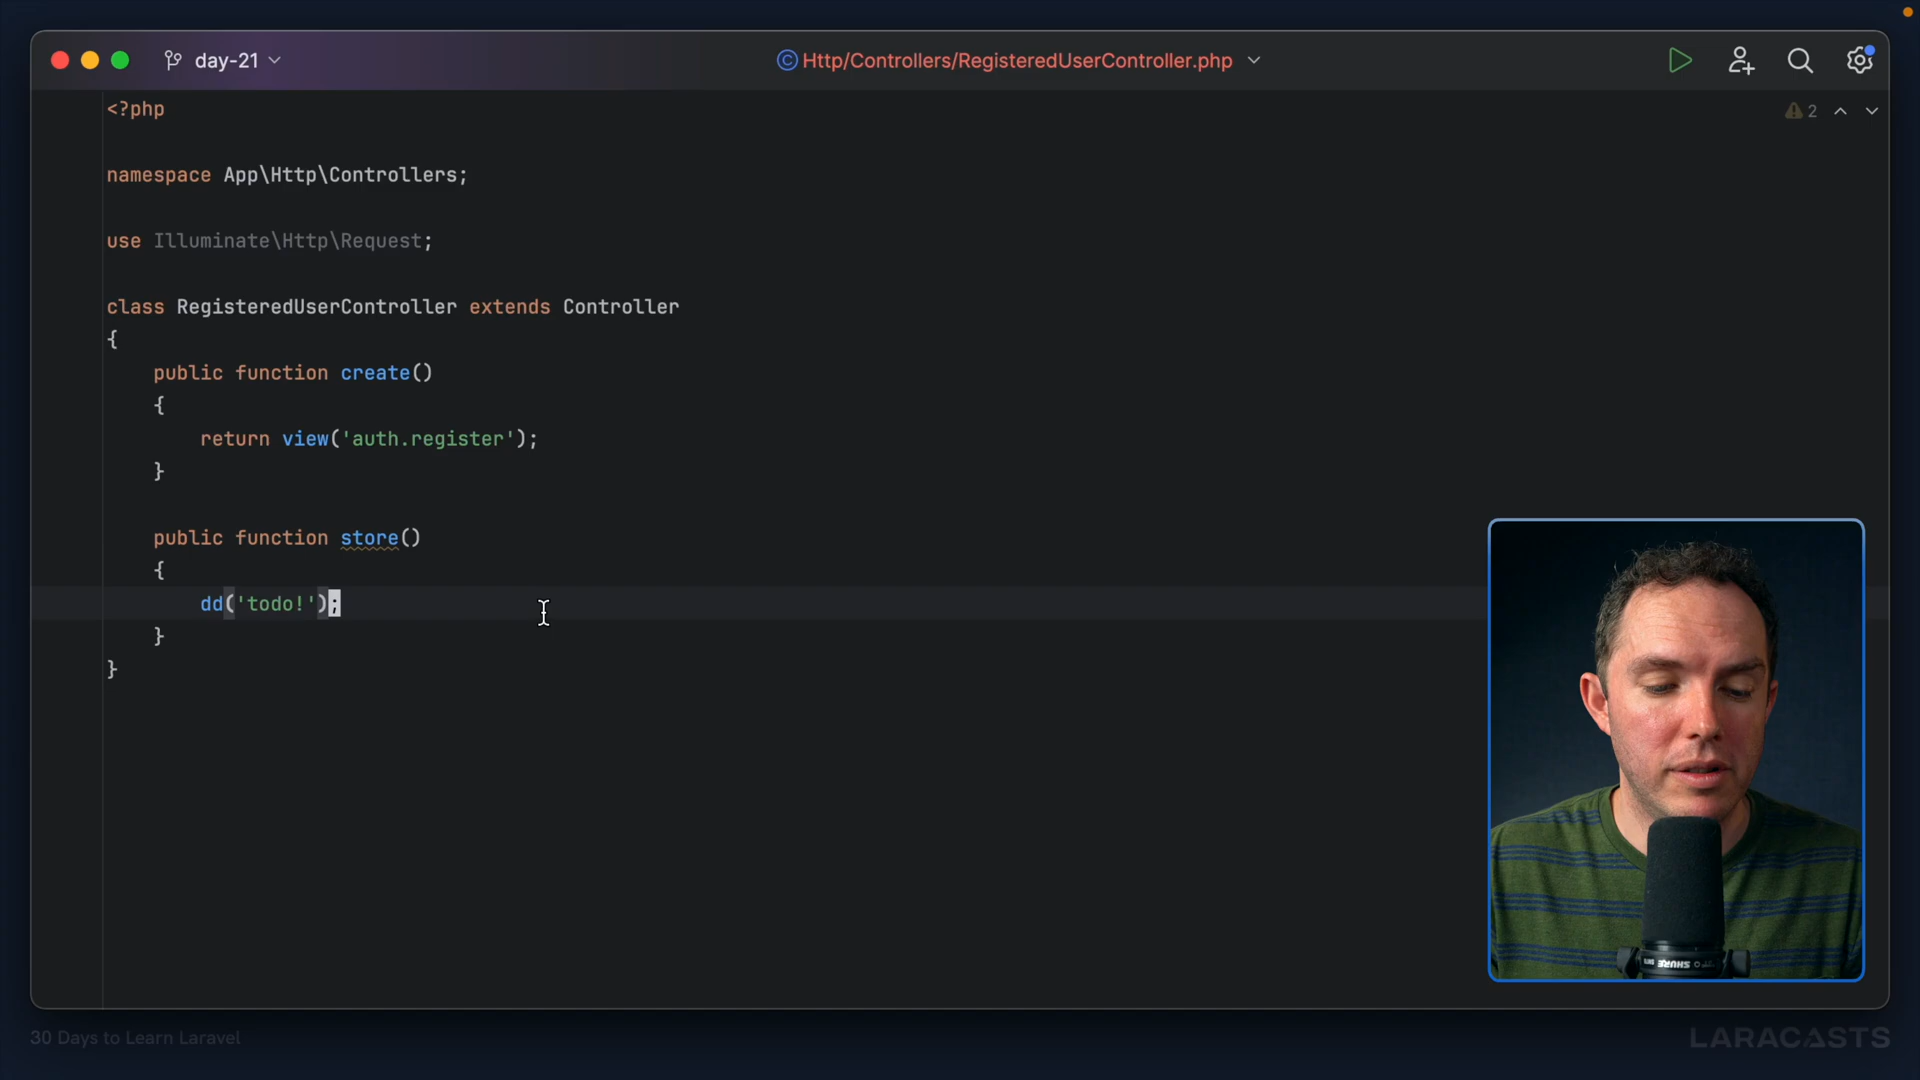 day-21
Http/Controllers/RegisteredUserController.php
<?php
2
namespace App\Http\Controllers;
use Illuminate\Http\Request;
class RegisteredUserController extends Controller
{
public function create()
{
return view('auth.register');
}
public function store()
{
dd('todo!');
}
}
SHURE
30 Days to Learn Laravel
LARACASTS